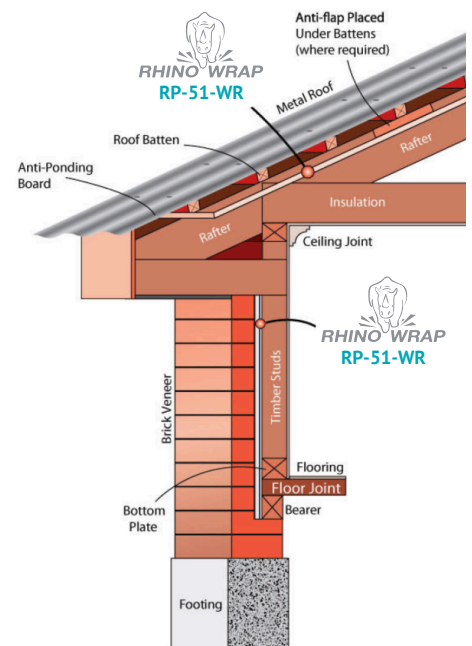 Anti-flap Placed
Under Battens
(where required)
RHINO WRAP
RP-51-WR
Metal Roof
Roof Batten
Rafter
Anti-Ponding
Board
Insulation
Rafter
Ceiling Joint
RHINO WRAP
RP-51-WR
Timber Studs
Brick Veneer
Flooring
Floor Joint
Bottom
Plate
Bearer
Footing